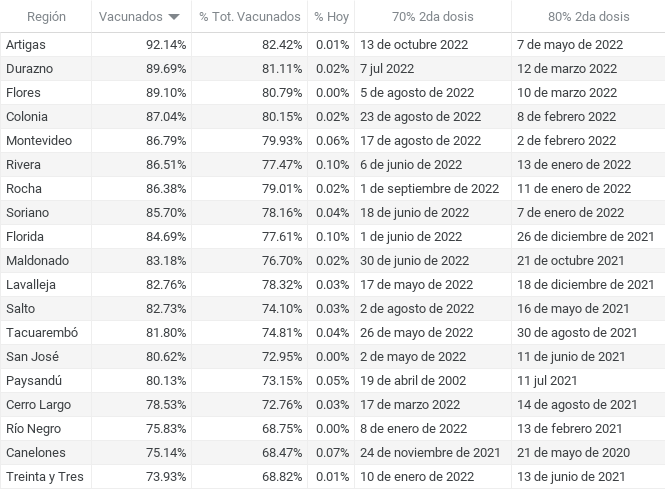 Región Vacunados % Tot. Vacunados % Hoy 70% 2da dosis 80% 2da dosis
Artigas 92.14% 82.42% 0.01% 13 de octubre 2022 7 de mayo de 2022
Durazno 89.69% 81.11% 0.02% 7 jul 2022 12 de marzo 2022
Flores 89.10% 80.79% 0.00% 5 de agosto de 2022 10 de marzo 2022
Colonia 87.04% 80.15% 0.02% 23 de agosto de 2022 8 de febrero 2022
Montevideo 86.79% 79.93% 0.06% 17 de agosto de 2022 2 de febrero 2022
Rivera 86.51% 77.47% 0.10% 6 de junio de 2022 13 de enero de 2022
Rocha 86.38% 79.01% 0.02% 1 de septiembre de 2022 11 de enero de 2022
Soriano 85.70% 78.16% 0.04% 18 de junio de 2022 7 de enero de 2022
Florida 84.69% 77.61% 0.10% 1 de junio de 2022 26 de diciembre de 2021
Maldonado 83.18% 76.70% 0.02% 30 de junio de 2022 21 de octubre 2021
Lavalleja 82.76% 78.32% 0.03% 17 de mayo de 2022 18 de diciembre de 2021
Salto 82.73% 74.10% 0.03% 2 de agosto de 2022 16 de mayo de 2021
Tacuarembó 81.80% 74.81% 0.04% 26 de mayo de 2022 30 de agosto de 2021
San José 80.62% 72.95% 0.00% 2 de mayo de 2022 11 de junio de 2021
Paysandú 80.13% 73.15% 0.05% 19 de abril de 2002 11 jul 2021
Cerro Largo 78.53% 72.76% 0.03% 17 de marzo 2022 14 de agosto de 2021
Río Negro 75.83% 68.75% 0.00% 8 de enero de 2022 13 de febrero 2021
Canelones 75.14% 68.47% 0.07% 24 de noviembre de 2021 21 de mayo de 2020
Treinta y Tres 73.93% 68.82% 0.01% 10 de enero de 2022 13 de junio de 2021